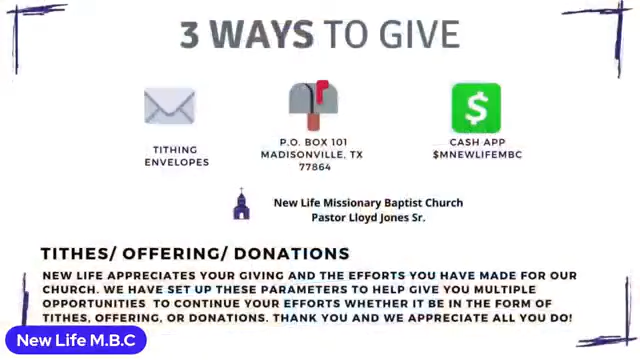 3 WAYS TO GIVE
TITHING
ENVELOPES
P.O. BOX 101
MADISONVILLE, TX
77864
CASH APP
$MNEWLIFEMBC
New Life Missionary Baptist Church
Pastor Lloyd Jones Sr.
TITHES/ OFFERING/ DONATIONS
NEW LIFE APPRECIATES YOUR GIVING AND THE EFFORTS YOU HAVE MADE FOR OUR
CHURCH. WE HAVE SET UP THESE PARAMETERS TO HELP GIVE YOU MULTIPLE
OPPORTUNITIES TO CONTINUE YOUR EFFORTS WHETHER IT BE IN THE FORM OF
TITHES, OFFERING, OR DONATIONS. THANK YOU AND WE APPRECIATE ALL YOU DO!
New Life M.B.C